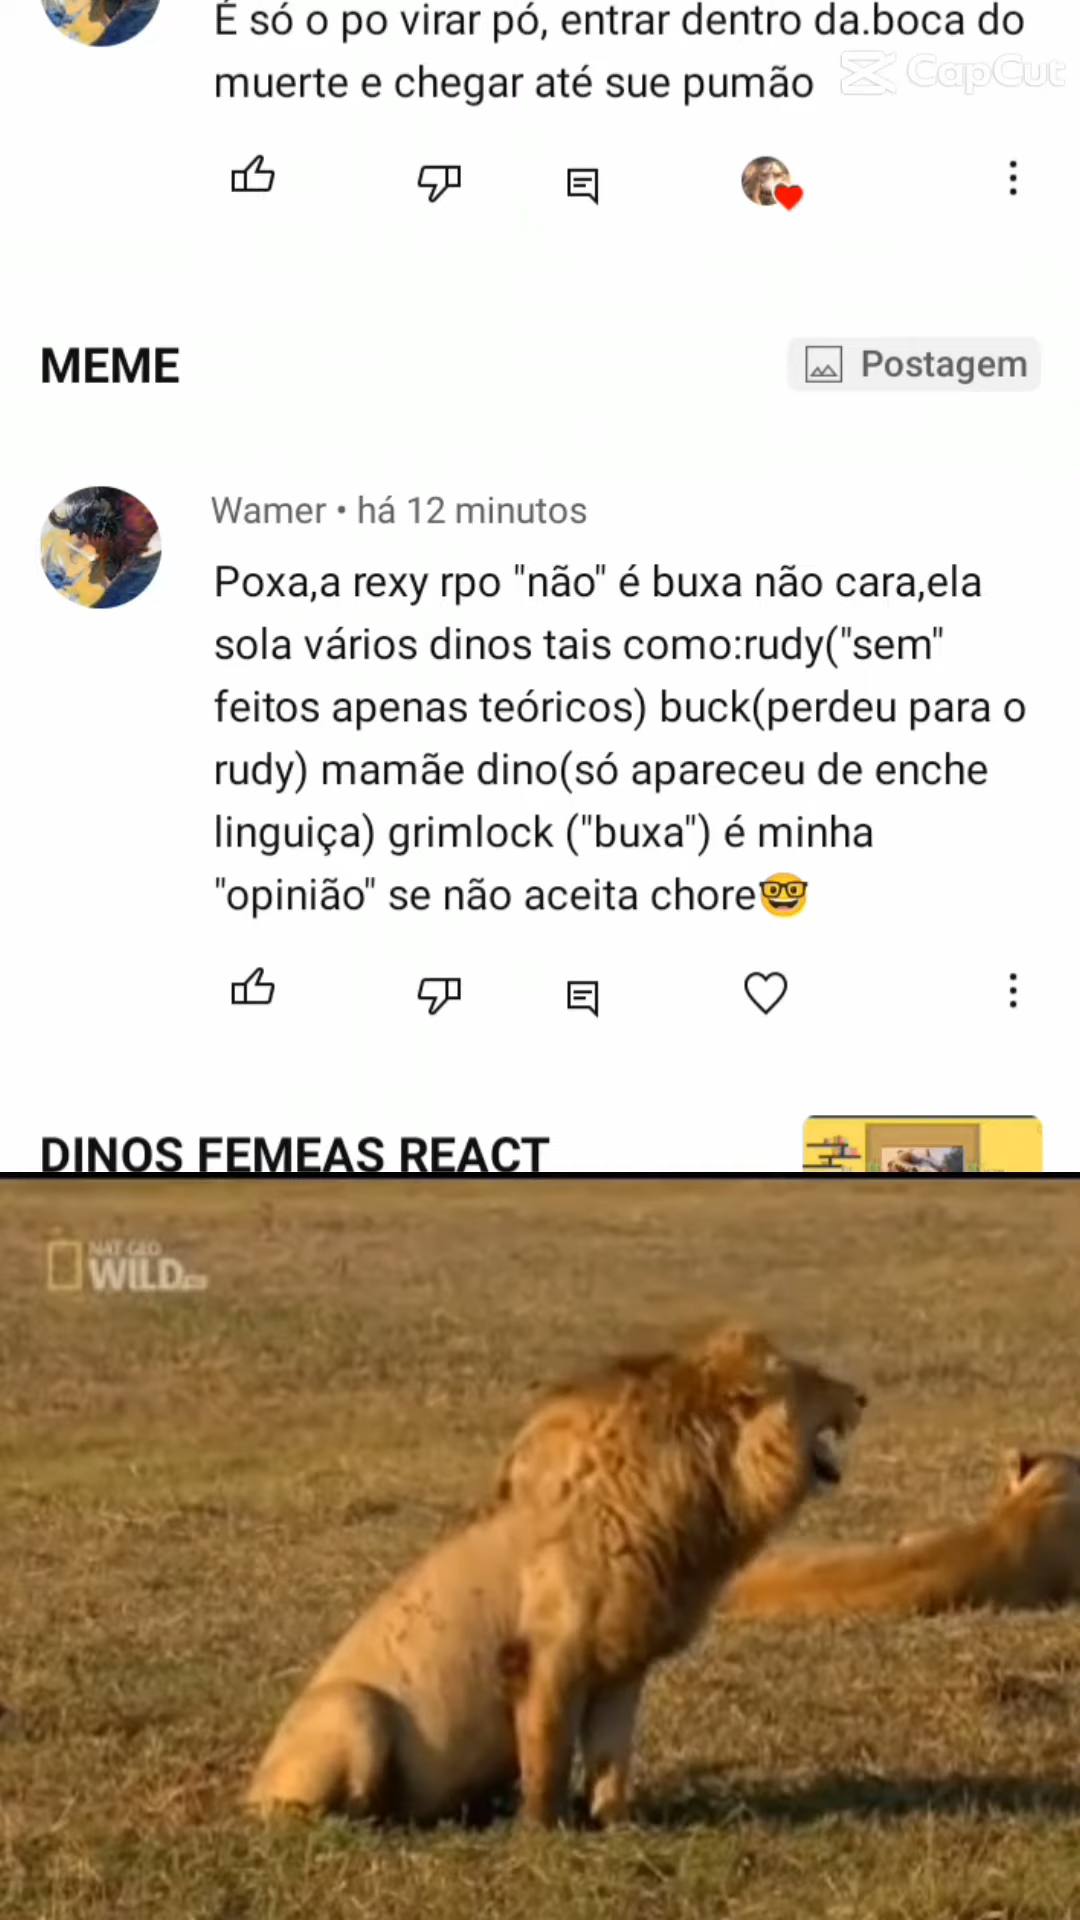 É só o po virar pó, entrar dentro da.boca do
muerte e chegar até sue pumão
CapCut
MEME
Postagem
Wamer • há 12 minutos
Poxa,a rexy rpo "não" é buxa não cara,ela
sola vários dinos tais como:rudy("sem"
feitos apenas teóricos) buck(perdeu para o
rudy) mamãe dino(só apareceu de enche
linguiça) grimlock ("buxa") é minha
"opinião" se não aceita chore🤓
DINOS FEMEAS REACT
NAT GEO
WILD